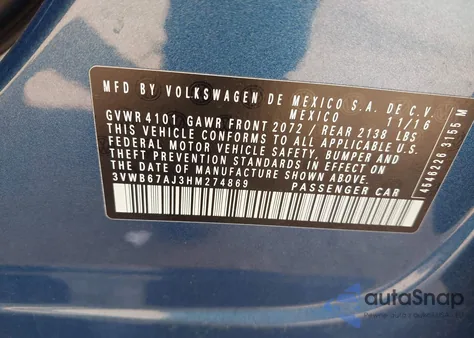 MFD BY VOLKSWAGEN DE MEXICO S.A. DE C.V.
MEXICO 11/16
GVWR 4101 GAWR FRONT 2072 / REAR 2138 LBS
THIS VEHICLE CONFORMS TO ALL APPLICABLE
FEDERAL MOTOR VEHICLE SAFETY, BUMPER AND
THEFT PREVENTION STANDARDS IN EFFECT ON
THE DATE OF MANUFACTURE SHOWN ABOVE.
3VWB67AJ3HM274869 PASSENGER CAR
4546226 3155 M
autoSnap